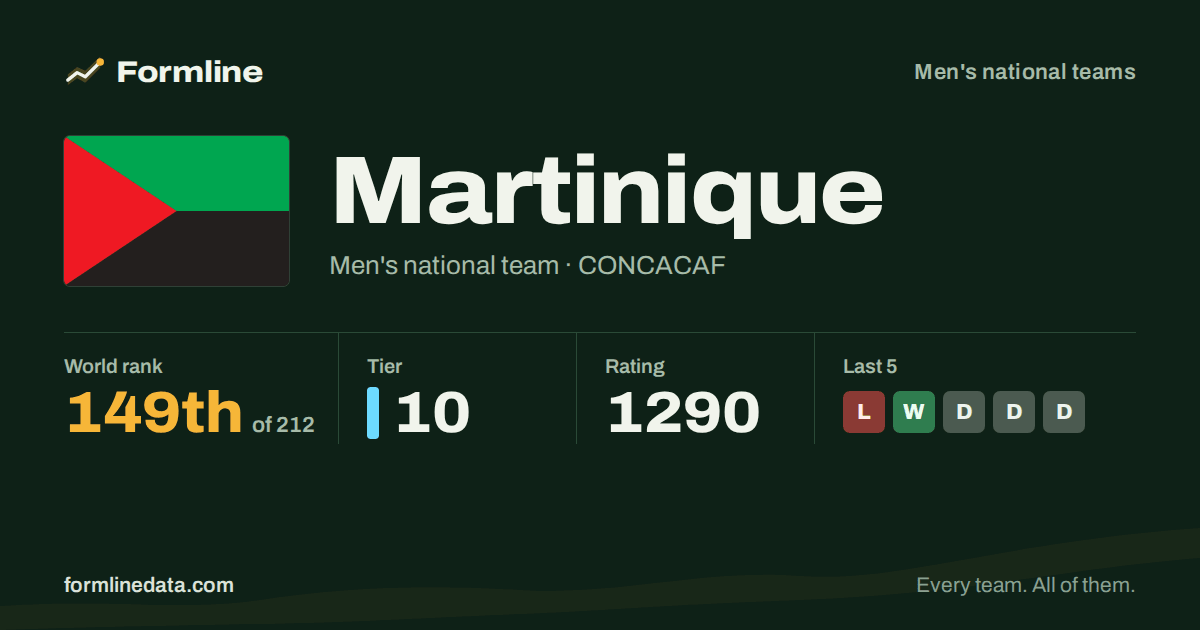 Formline
Men's national teams
Martinique
Men's national team · CONCACAF
World rank
149th of 212
Tier
10
Rating
1290
Last 5
L W D D D
formlinedata.com
Every team. All of them.